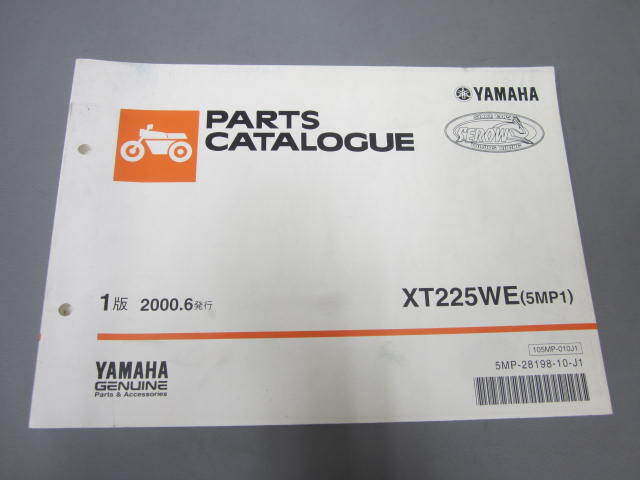 YAMAHA
PARTS
CATALOGUE
SEROW
1版 2000.6発行
XT225WE(5MP1)
105MP-010J1
5MP-28198-10-J1
YAMAHA
GENUINE
Parts & Accessories